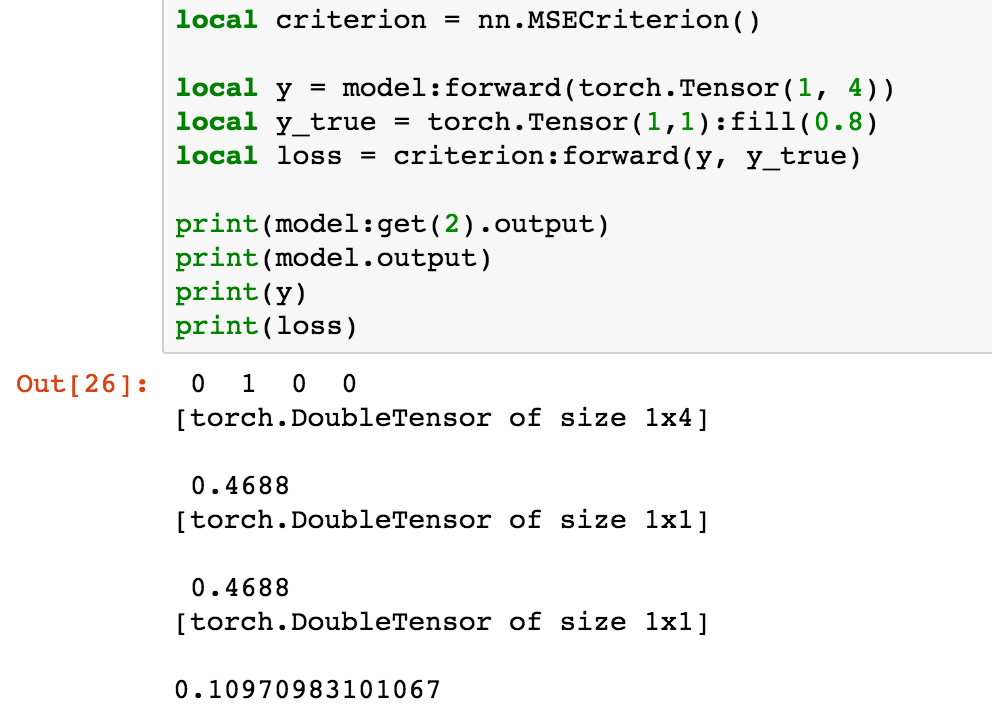 local criterion = nn.MSECriterion()
local y = model:forward(torch.Tensor(1, 4))
local y_true = torch.Tensor(1,1):fill(0.8)
local loss = criterion:forward(y, y_true)
print(model:get(2).output)
print(model.output)
print(y)
print(loss)
Out[26]: 0 1 0 0
[torch.DoubleTensor of size 1x4]
0.4688
[torch.DoubleTensor of size 1x1]
0.4688
[torch.DoubleTensor of size 1x1]
0.10970983101067